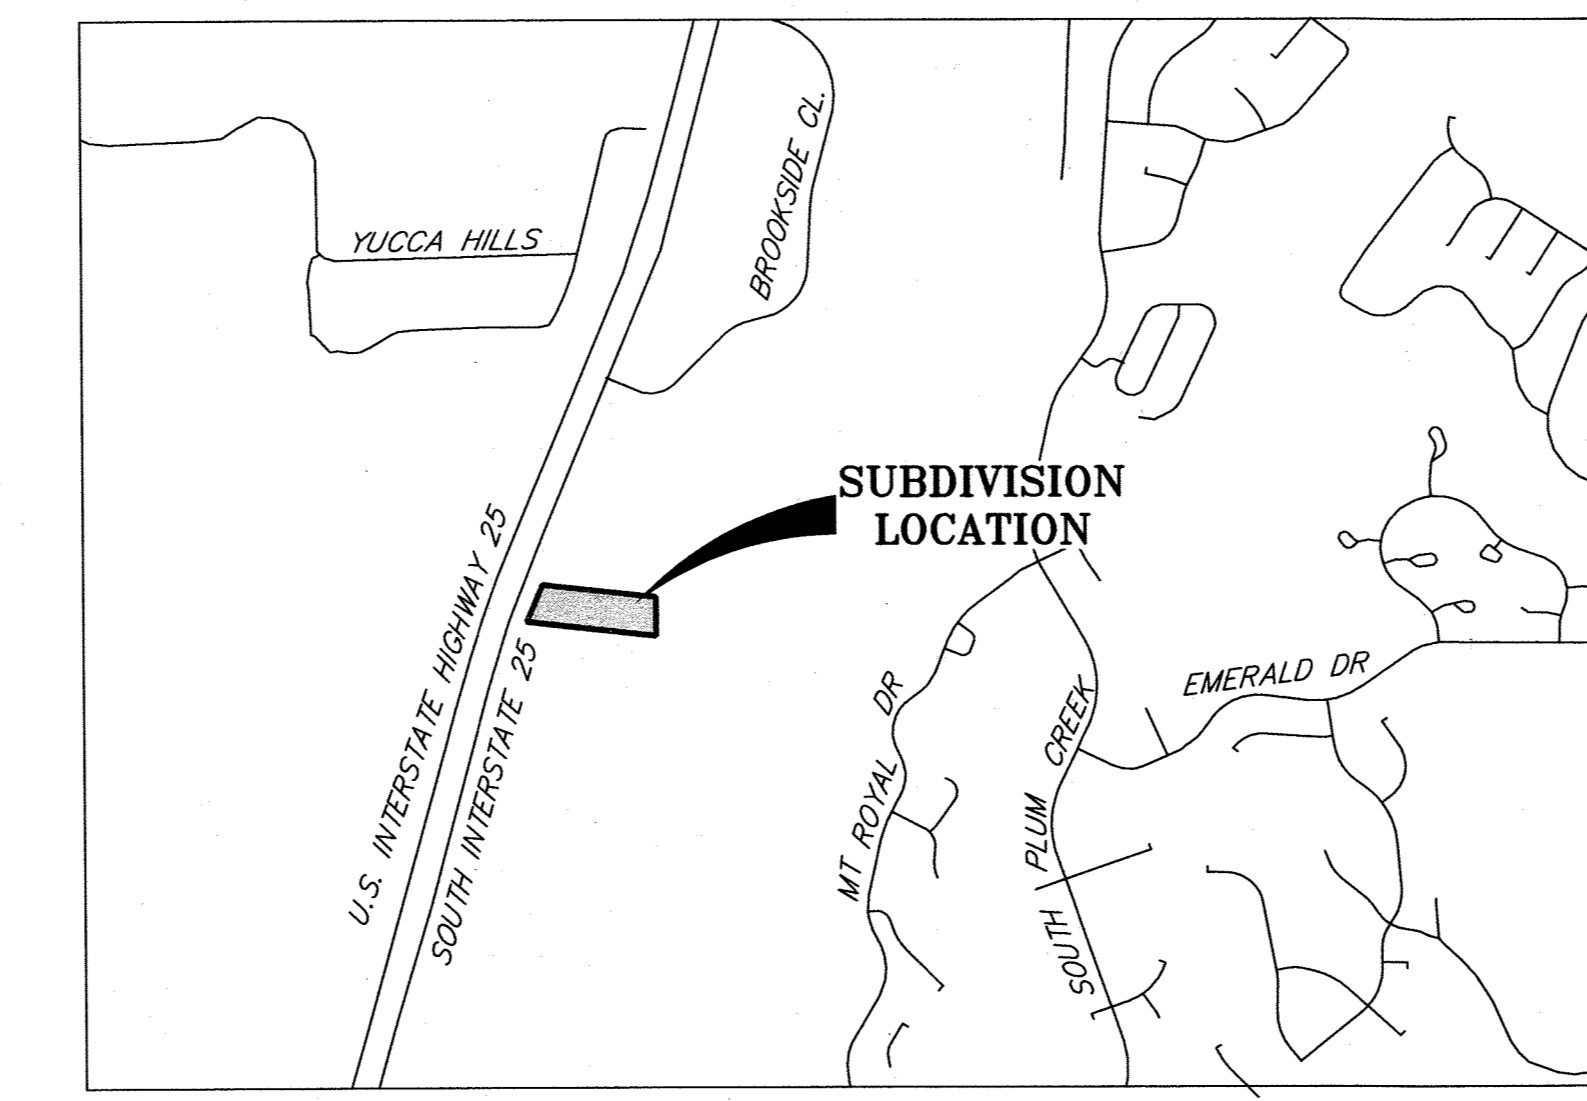 BROOKSIDE CL.
YUCCA HILLS
SUBDIVISION
LOCATION
U.S. INTERSTATE HIGHWAY 25
SOUTH INTERSTATE 25
MT ROYAL DR
SOUTH PLUM CREEK
EMERALD DR